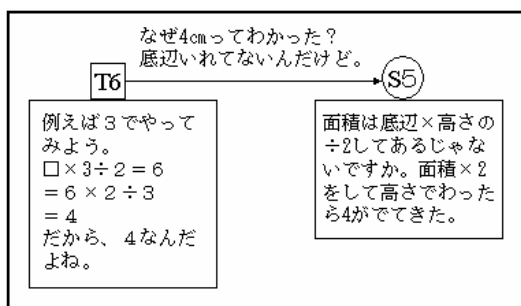 なぜ4㎝ってわかった？
底辺いれてないんだけど。
T6
S5
例えば３でやって
みよう。
□×3÷２＝６
＝６×２÷３
＝４
だから、４なんだ
よね。
面積は底辺×高さの
÷2してあるじゃな
いですか。面積×2
をして高さでわった
ら4がでてきた。